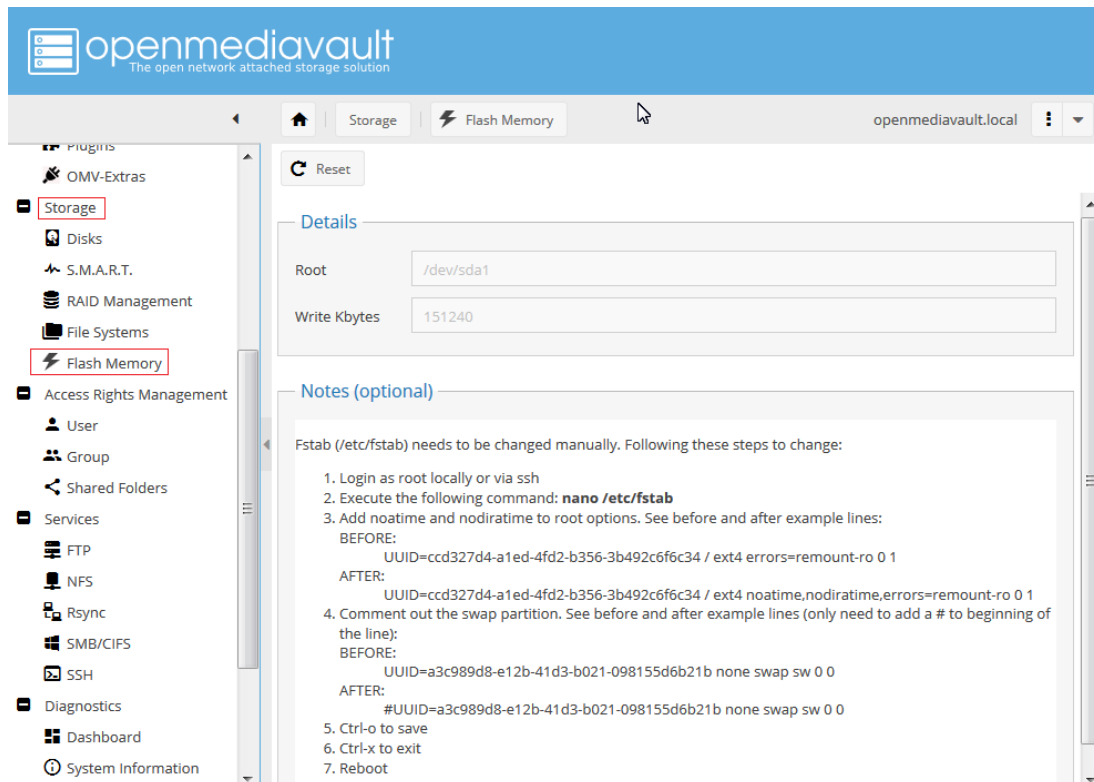 openmediavault
The open network attached storage solution
Storage
Flash Memory
openmediavault.local
Plugins
OMV-Extras
Storage
Disks
S.M.A.R.T.
RAID Management
File Systems
Flash Memory
Access Rights Management
User
Group
Shared Folders
Services
FTP
NFS
Rsync
SMB/CIFS
SSH
Diagnostics
Dashboard
System Information
Reset
Details
Root
/dev/sda1
Write Kbytes
151240
Notes (optional)
Fstab (/etc/fstab) needs to be changed manually. Following these steps to change:
1. Login as root locally or via ssh
2. Execute the following command: nano /etc/fstab
3. Add noatime and nodiratime to root options. See before and after example lines:
BEFORE:
UUID=ccd327d4-a1ed-4fd2-b356-3b492c6f6c34 / ext4 errors=remount-ro 0 1
AFTER:
UUID=ccd327d4-a1ed-4fd2-b356-3b492c6f6c34 / ext4 noatime,nodiratime,errors=remount-ro 0 1
4. Comment out the swap partition. See before and after example lines (only need to add a # to beginning of
the line):
BEFORE:
UUID=a3c989d8-e12b-41d3-b021-098155d6b21b none swap sw 0 0
AFTER:
#UUID=a3c989d8-e12b-41d3-b021-098155d6b21b none swap sw 0 0
5. Ctrl-o to save
6. Ctrl-x to exit
7. Reboot